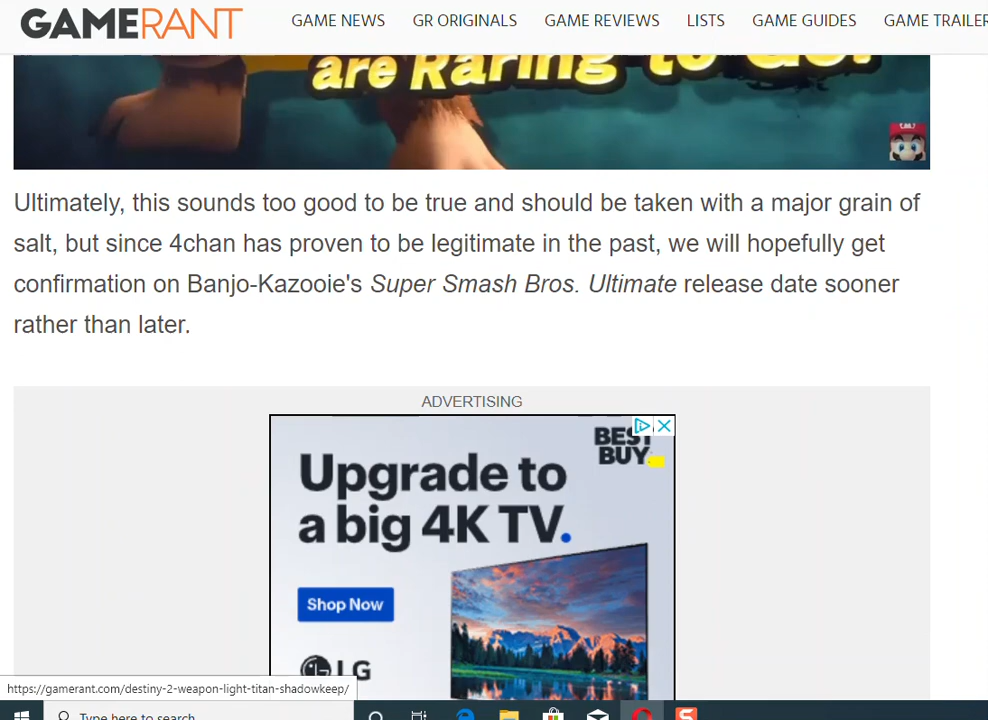 GAMERANT
GAME NEWS GR ORIGINALS GAME REVIEWS LISTS GAME GUIDES GAME TRAILER
are Raring to Go!
Ultimately, this sounds too good to be true and should be taken with a major grain of
salt, but since 4chan has proven to be legitimate in the past, we will hopefully get
confirmation on Banjo-Kazooie's Super Smash Bros. Ultimate release date sooner
rather than later.
ADVERTISING
BEST
BUY
Upgrade to
a big 4K TV.
Shop Now
LG
https://gamerant.com/destiny-2-weapon-light-titan-shadowkeep/
Type here to search